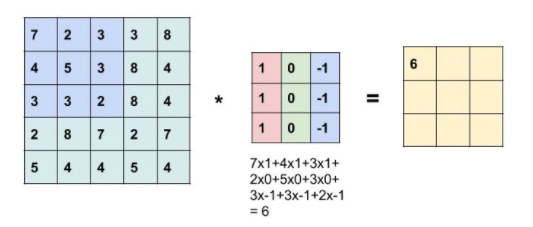 7 2 3 3 8
4 5 3 8 4
3 3 2 8 4
2 8 7 2 7
5 4 4 5 4
*
1 0 -1
1 0 -1
1 0 -1
=
6
7x1+4x1+3x1+
2x0+5x0+3x0+
3x-1+3x-1+2x-1
= 6